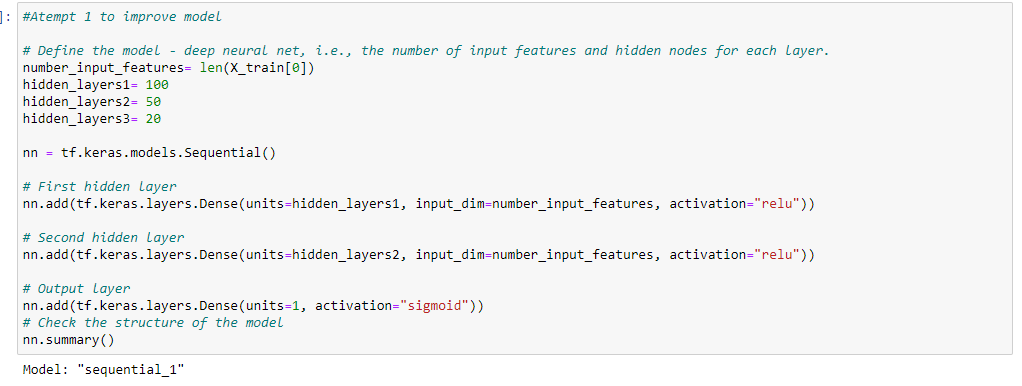 ]: #Atempt 1 to improve model
# Define the model - deep neural net, i.e., the number of input features and hidden nodes for each layer.
number_input_features= len(X_train[0])
hidden_layers1= 100
hidden_layers2= 50
hidden_layers3= 20
nn = tf.keras.models.Sequential()
# First hidden layer
nn.add(tf.keras.layers.Dense(units=hidden_layers1, input_dim=number_input_features, activation="relu"))
# Second hidden layer
nn.add(tf.keras.layers.Dense(units=hidden_layers2, input_dim=number_input_features, activation="relu"))
# Output layer
nn.add(tf.keras.layers.Dense(units=1, activation="sigmoid"))
# Check the structure of the model
nn.summary()
Model: "sequential_1"